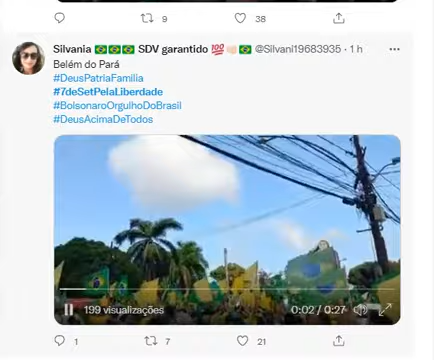 9 38
Silvania SDV garantido 💯 @Silvani19683935 · 1 h
Belém do Pará
#DeusPatriaFamília
#7deSetPelaLiberdade
#BolsonaroOrgulhoDoBrasil
#DeusAcimaDeTodos
199 visualizações 0:02 / 0:27
1 7 21